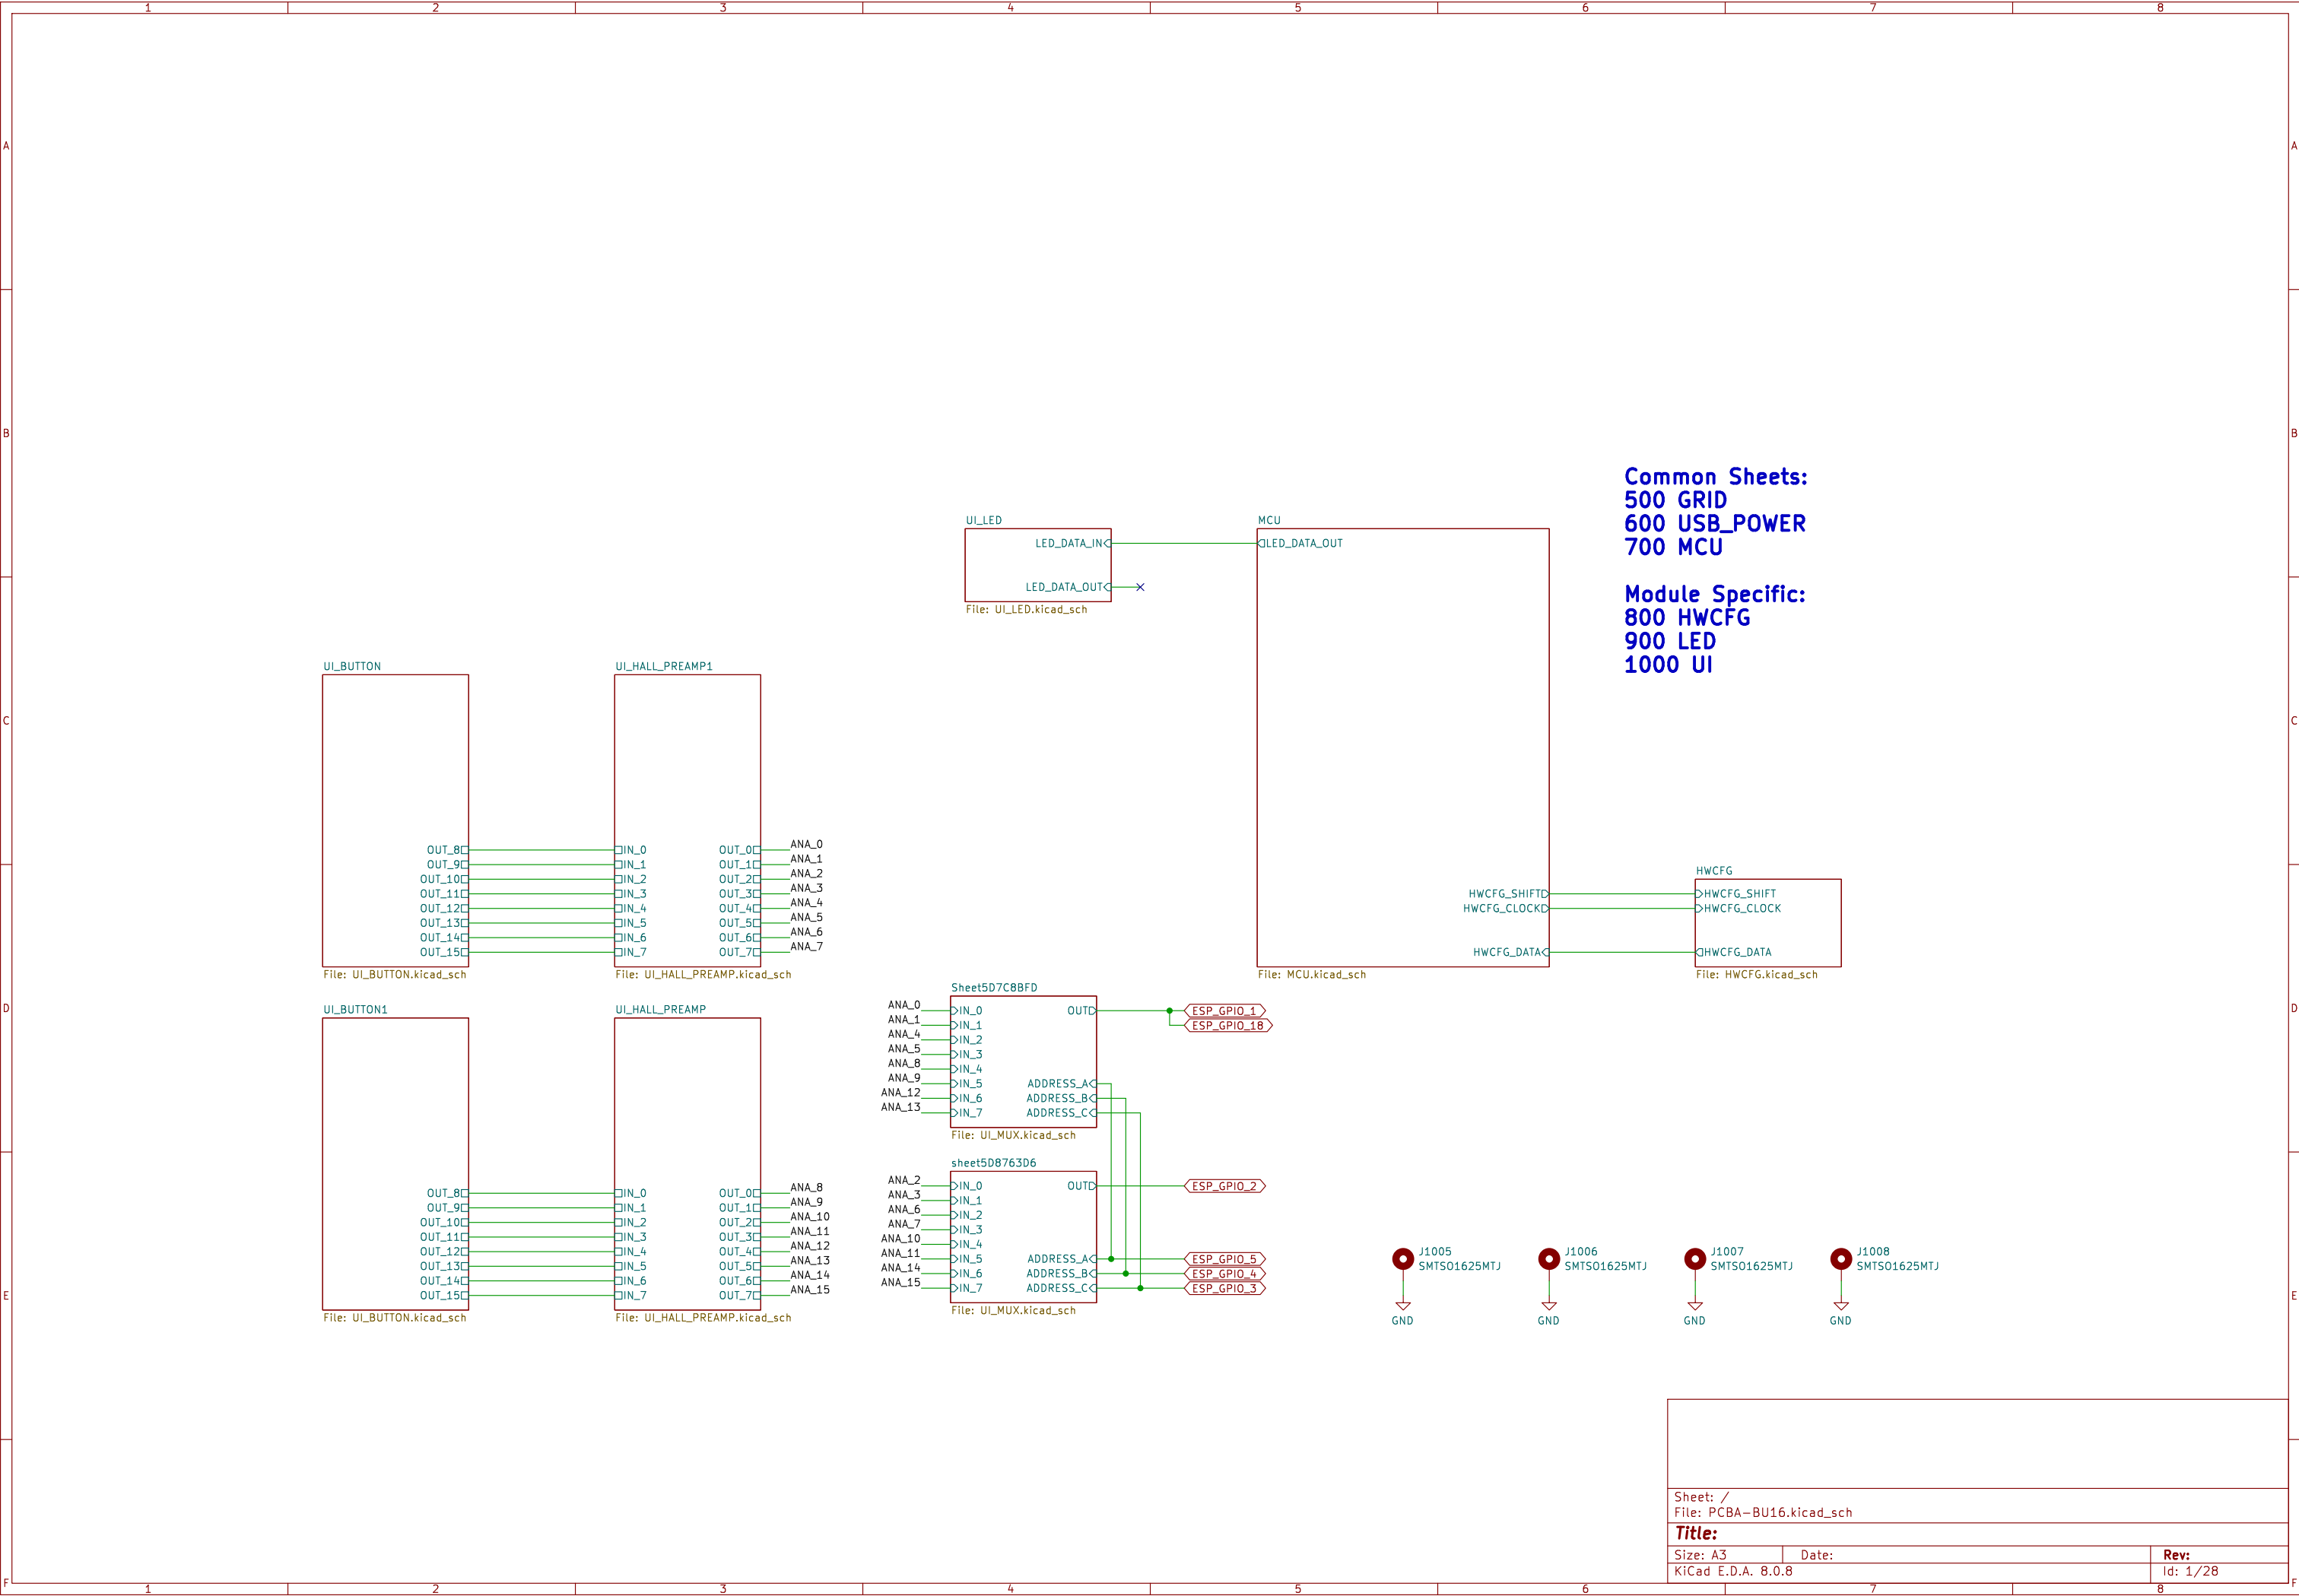 1 2 3 4 5 6 7 8
A A
B B
Common Sheets:
500 GRID
600 USB_POWER
700 MCU
Module Specific:
800 HWCFG
900 LED
1000 UI
UI_LED
LED_DATA_IN
LED_DATA_OUT
File: UI_LED.kicad_sch
MCU
LED_DATA_OUT
HWCFG_SHIFT
HWCFG_CLOCK
HWCFG_DATA
File: MCU.kicad_sch
HWCFG
HWCFG_SHIFT
HWCFG_CLOCK
HWCFG_DATA
File: HWCFG.kicad_sch
C C
UI_BUTTON
OUT_8
OUT_9
OUT_10
OUT_11
OUT_12
OUT_13
OUT_14
OUT_15
File: UI_BUTTON.kicad_sch
UI_HALL_PREAMP1
IN_0 OUT_0 ANA_0
IN_1 OUT_1 ANA_1
IN_2 OUT_2 ANA_2
IN_3 OUT_3 ANA_3
IN_4 OUT_4 ANA_4
IN_5 OUT_5 ANA_5
IN_6 OUT_6 ANA_6
IN_7 OUT_7 ANA_7
File: UI_HALL_PREAMP.kicad_sch
D D
UI_BUTTON1
OUT_8
OUT_9
OUT_10
OUT_11
OUT_12
OUT_13
OUT_14
OUT_15
File: UI_BUTTON.kicad_sch
UI_HALL_PREAMP
IN_0 OUT_0 ANA_8
IN_1 OUT_1 ANA_9
IN_2 OUT_2 ANA_10
IN_3 OUT_3 ANA_11
IN_4 OUT_4 ANA_12
IN_5 OUT_5 ANA_13
IN_6 OUT_6 ANA_14
IN_7 OUT_7 ANA_15
File: UI_HALL_PREAMP.kicad_sch
Sheet5D7C8BFD
ANA_0 IN_0 OUT ESP_GPIO_1
ANA_1 IN_1 ESP_GPIO_18
ANA_4 IN_2
ANA_5 IN_3
ANA_8 IN_4
ANA_9 IN_5 ADDRESS_A
ANA_12 IN_6 ADDRESS_B
ANA_13 IN_7 ADDRESS_C
File: UI_MUX.kicad_sch
sheet5D8763D6
ANA_2 IN_0 OUT ESP_GPIO_2
ANA_3 IN_1
ANA_6 IN_2
ANA_7 IN_3
ANA_10 IN_4
ANA_11 IN_5 ADDRESS_A ESP_GPIO_5
ANA_14 IN_6 ADDRESS_B ESP_GPIO_4
ANA_15 IN_7 ADDRESS_C ESP_GPIO_3
File: UI_MUX.kicad_sch
J1005
SMTSO1625MTJ
GND
J1006
SMTSO1625MTJ
GND
J1007
SMTSO1625MTJ
GND
J1008
SMTSO1625MTJ
GND
E E
Sheet: /
File: PCBA-BU16.kicad_sch
Title:
Size: A3 Date: Rev:
KiCad E.D.A. 8.0.8 Id: 1/28
F F
1 2 3 4 5 6 7 8